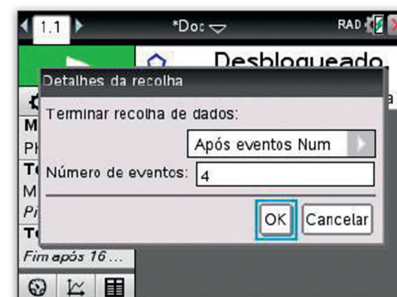 1.1 *Doc RAD
Desbloqueado
Detalhes da recolha
Terminar recolha de dados:
Após eventos Num
Número de eventos: 4
OK Cancelar
Fim após 16 ...